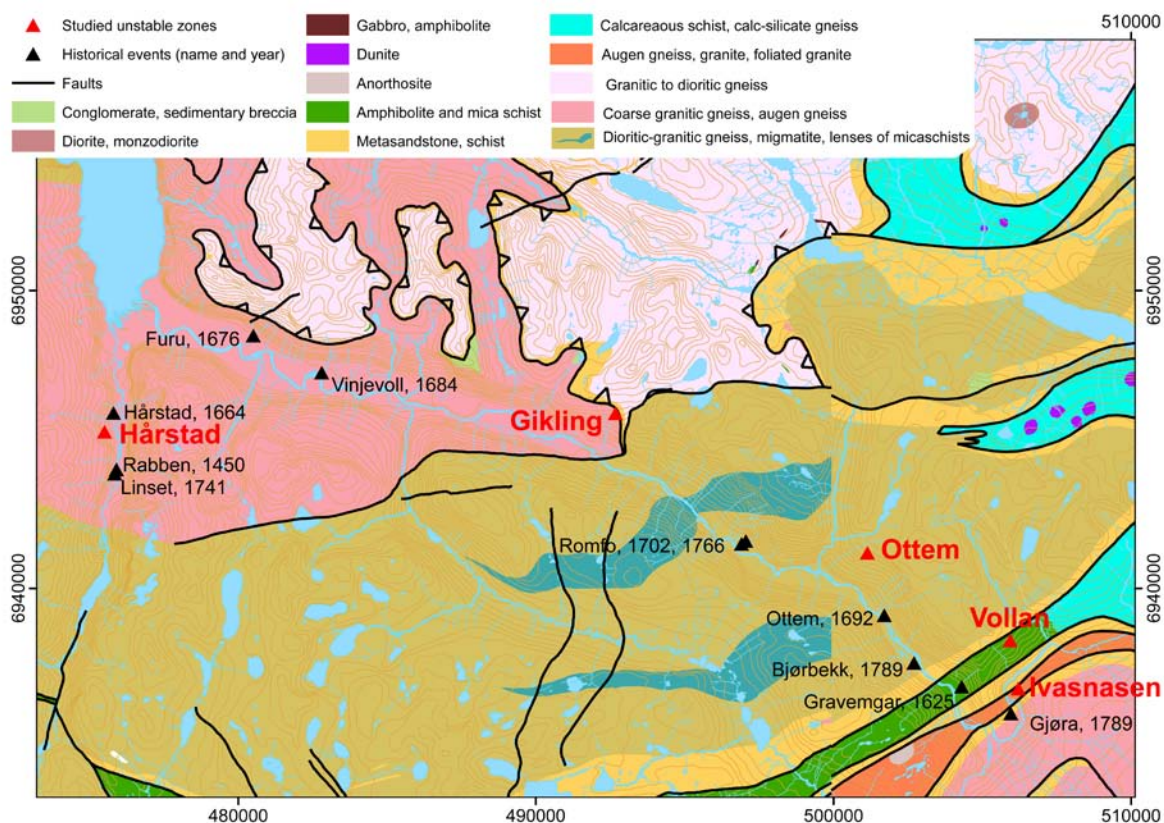 Studied unstable zones
Historical events (name and year)
Faults
Conglomerate, sedimentary breccia
Diorite, monzodiorite
Gabbro, amphibolite
Dunite
Anorthosite
Amphibolite and mica schist
Metasandstone, schist
Calcareaous schist, calc-silicate gneiss
Augen gneiss, granite, foliated granite
Granitic to dioritic gneiss
Coarse granitic gneiss, augen gneiss
Dioritic-granitic gneiss, migmatite, lenses of micaschists
510000
6950000
6950000
Furu, 1676
Vinjevoll, 1684
Hårstad, 1664
Hårstad
Gikling
Rabben, 1450
Linset, 1741
Romfo, 1702, 1766
Ottem
6940000
6940000
Ottem, 1692
Vollan
Bjørbekk, 1789
Gravemgar, 1625
Ivasnasen
Gjøra, 1789
480000
490000
500000
510000